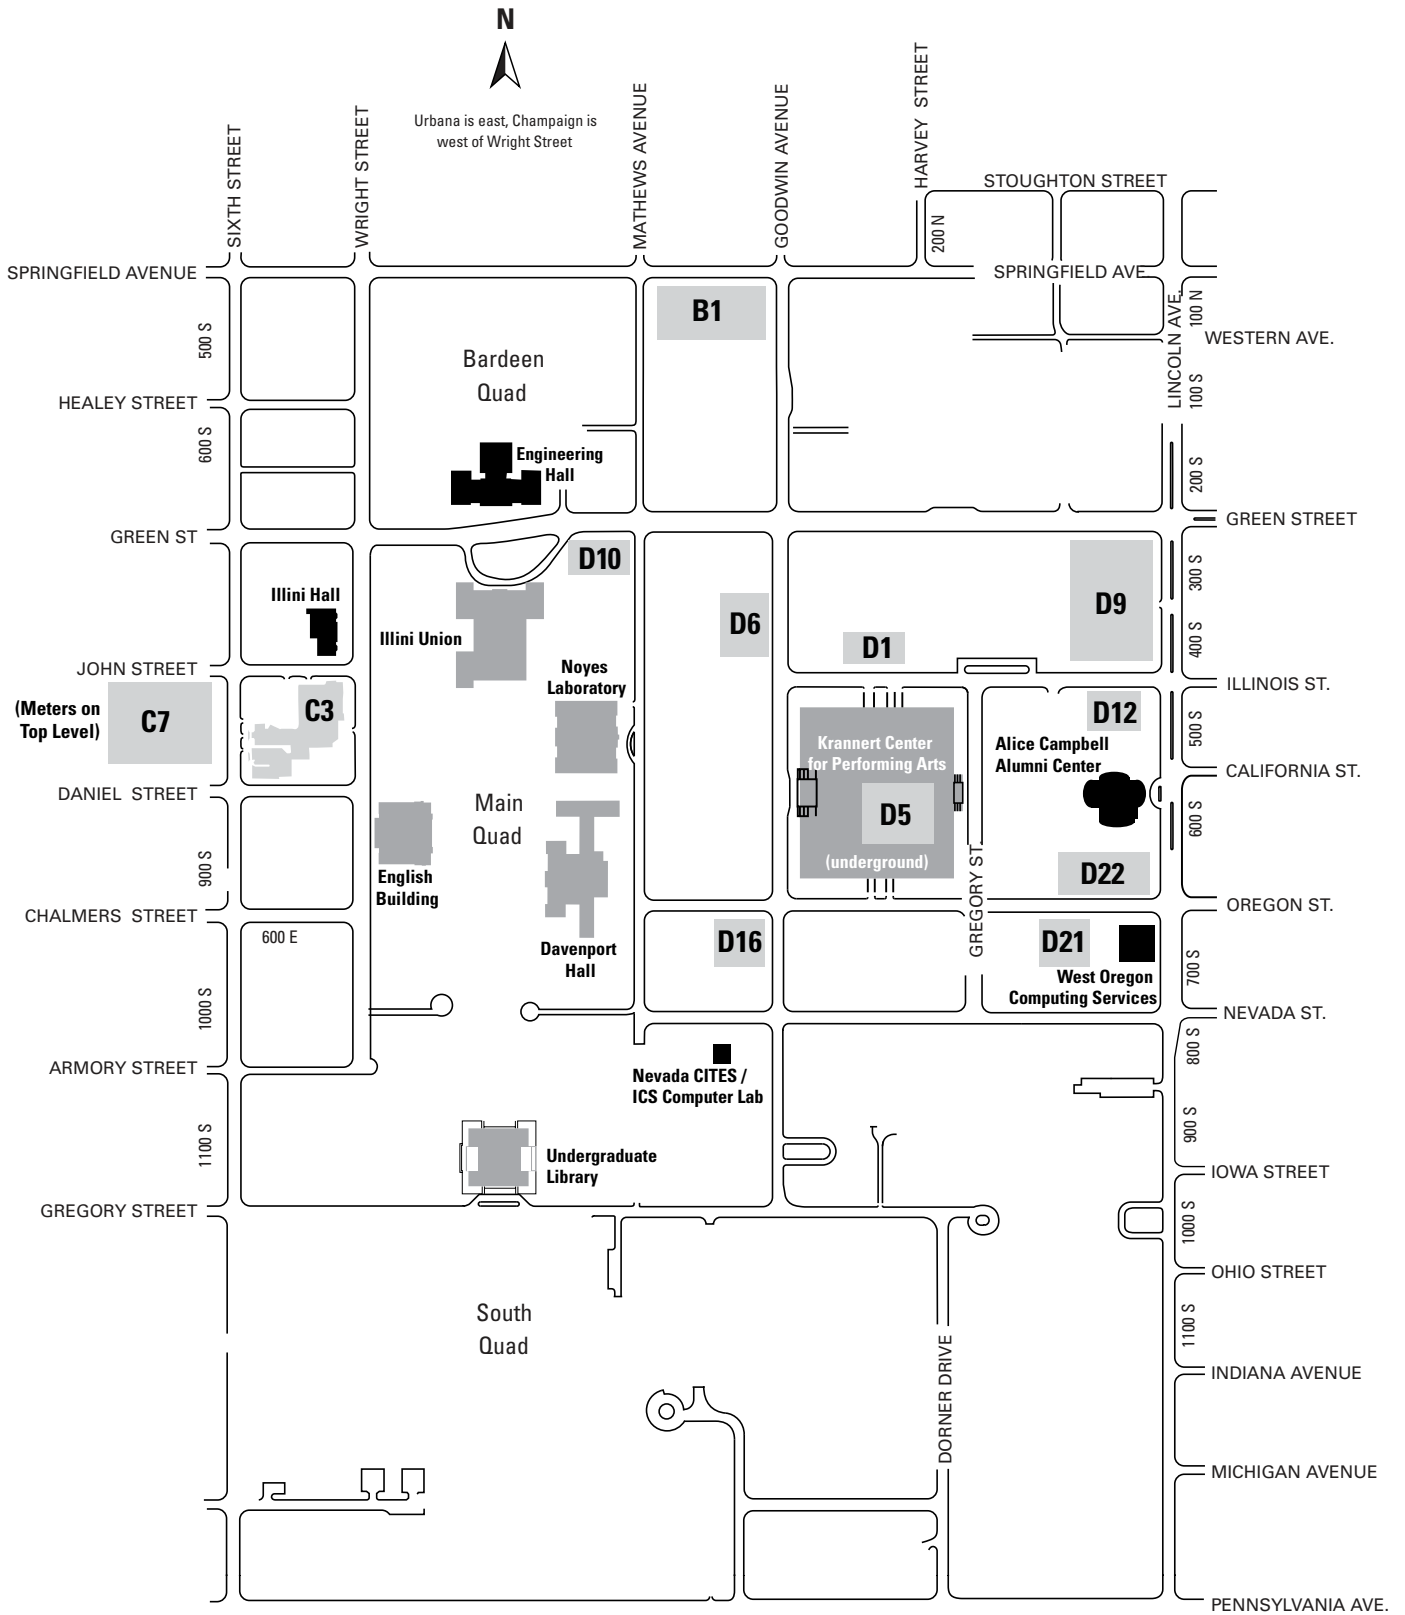 N
Urbana is east, Champaign is
west of Wright Street
SIXTH STREET
WRIGHT STREET
MATHEWS AVENUE
GOODWIN AVENUE
HARVEY STREET
STOUGHTON STREET
200 N
SPRINGFIELD AVENUE
SPRINGFIELD AVE.
B1
LINCOLN AVE.
100 N
500 S
WESTERN AVE.
Bardeen
Quad
100 S
HEALEY STREET
600 S
Engineering
Hall
200 S
GREEN ST
GREEN STREET
D10
300 S
Illini Hall
D9
Illini Union
D6
D1
400 S
JOHN STREET
Noyes
Laboratory
ILLINOIS ST.
(Meters on
Top Level)
C7
C3
D12
500 S
Krannert Center
for Performing Arts
Alice Campbell
Alumni Center
CALIFORNIA ST.
DANIEL STREET
Main
Quad
D5
600 S
900 S
English
Building
(underground)
GREGORY ST.
D22
CHALMERS STREET
OREGON ST.
600 E
Davenport
Hall
D16
D21
700 S
West Oregon
Computing Services
1000 S
NEVADA ST.
800 S
ARMORY STREET
Nevada CITES /
ICS Computer Lab
1100 S
Undergraduate
Library
900 S
IOWA STREET
GREGORY STREET
1000 S
OHIO STREET
South
Quad
1100 S
DORNER DRIVE
INDIANA AVENUE
MICHIGAN AVENUE
PENNSYLVANIA AVE.